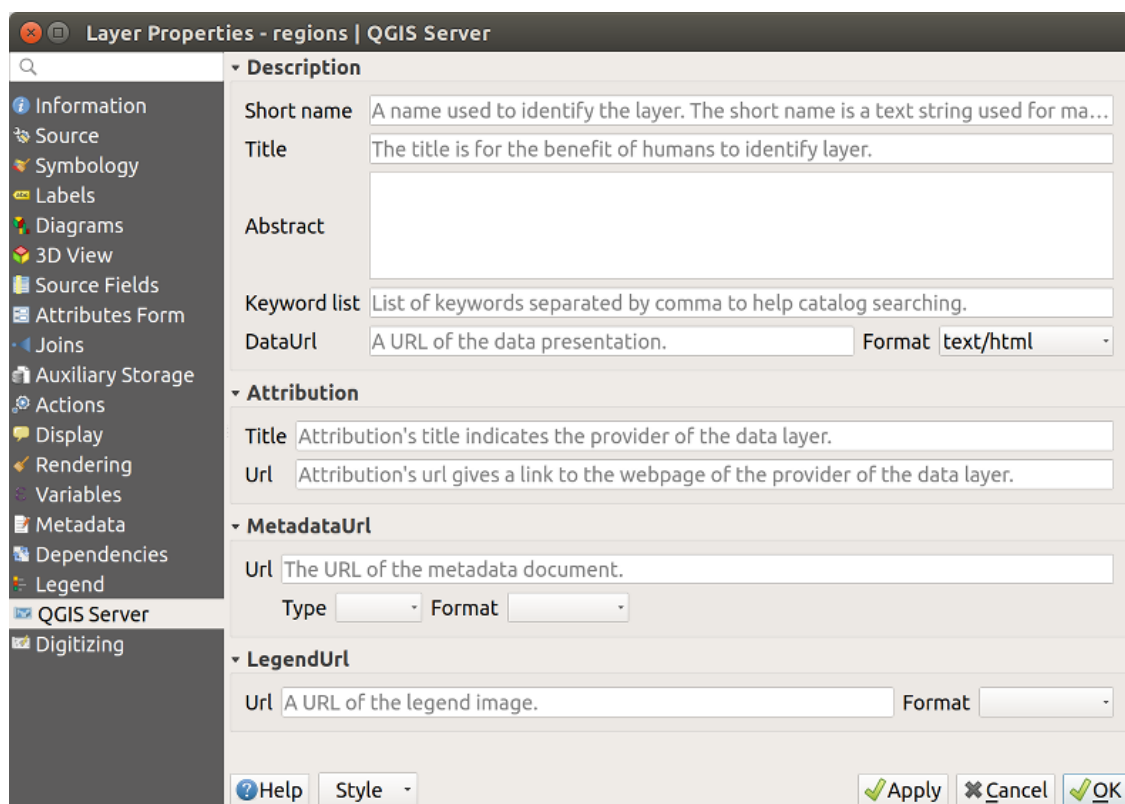 Layer Properties - regions | QGIS Server
Information
Source
Symbology
Labels
Diagrams
3D View
Source Fields
Attributes Form
Joins
Auxiliary Storage
Actions
Display
Rendering
Variables
Metadata
Dependencies
Legend
QGIS Server
Digitizing
Description
Short name A name used to identify the layer. The short name is a text string used for ma...
Title The title is for the benefit of humans to identify layer.
Abstract
Keyword list List of keywords separated by comma to help catalog searching.
DataUrl A URL of the data presentation. Format text/html
Attribution
Title Attribution's title indicates the provider of the data layer.
Url Attribution's url gives a link to the webpage of the provider of the data layer.
MetadataUrl
Url The URL of the metadata document.
Type Format
LegendUrl
Url A URL of the legend image. Format
Help Style Apply Cancel OK